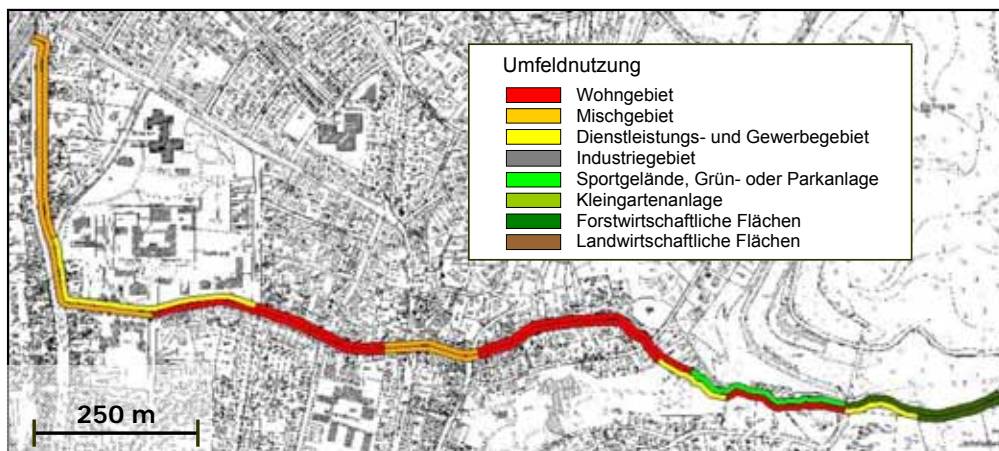 Umfeldnutzung
Wohngebiet
Mischgebiet
Dienstleistungs- und Gewerbegebiet
Industriegebiet
Sportgelände, Grün- oder Parkanlage
Kleingartenanlage
Forstwirtschaftliche Flächen
Landwirtschaftliche Flächen
250 m